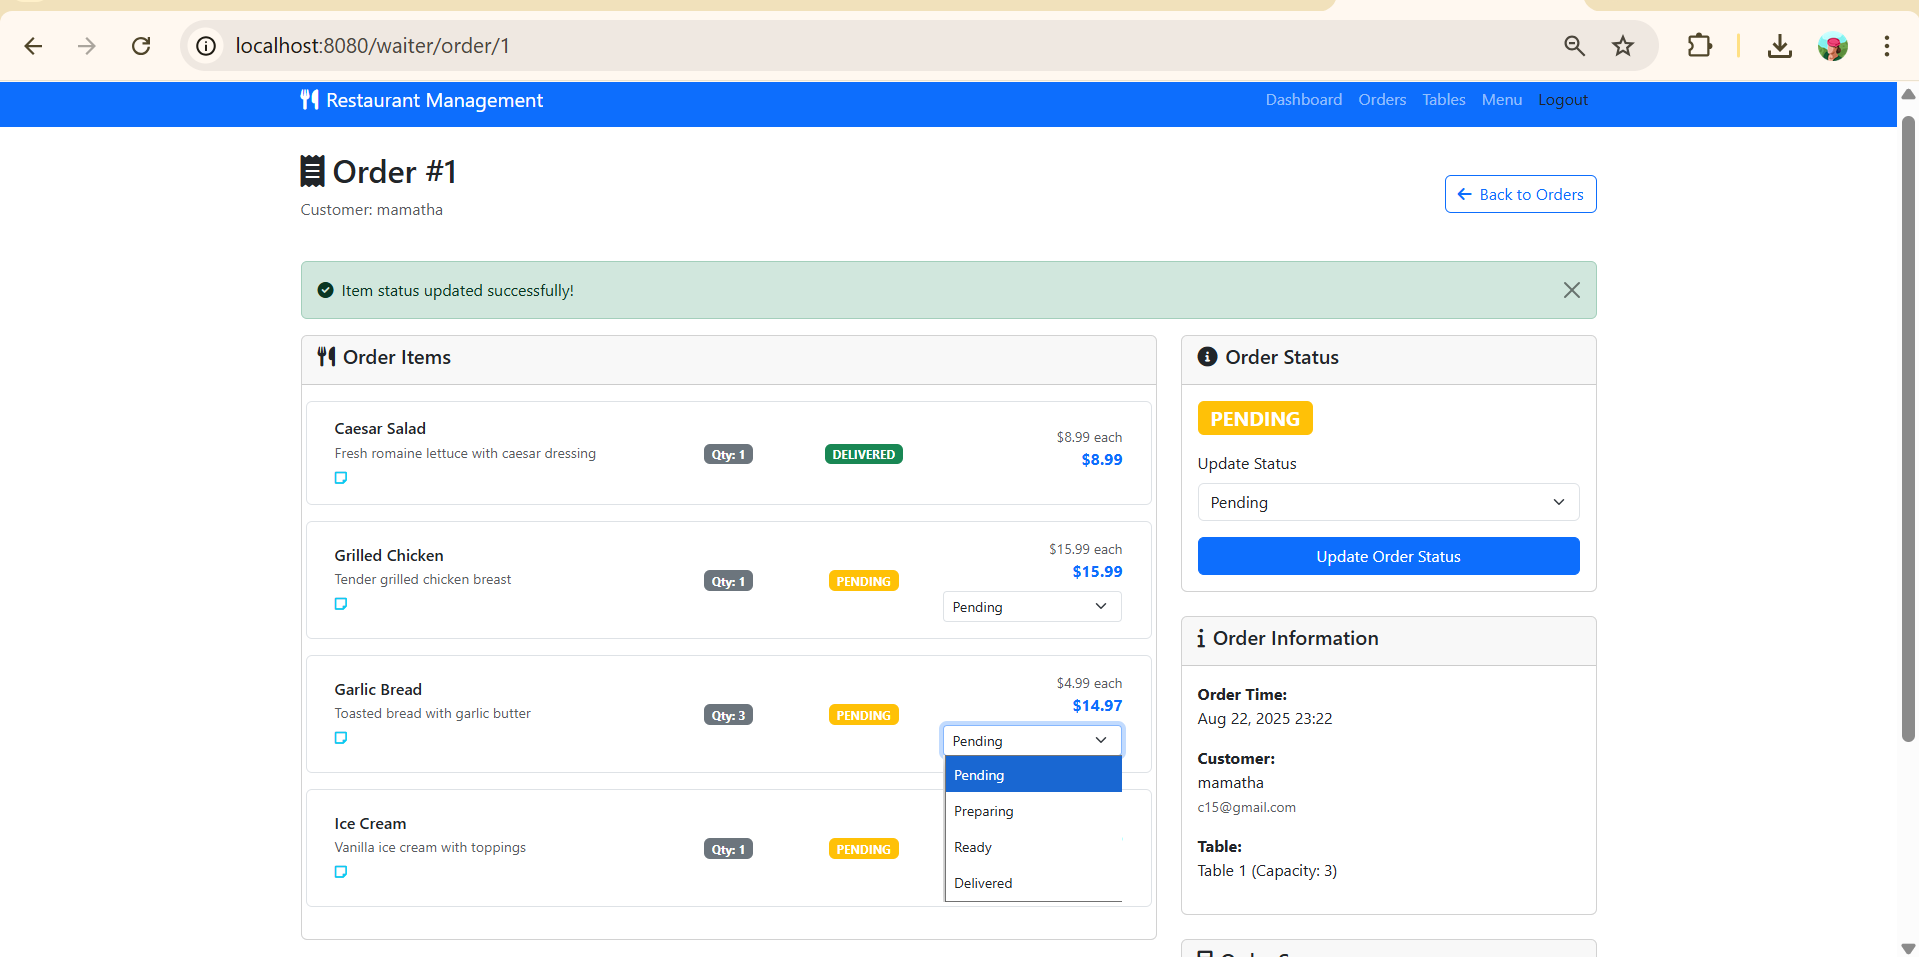 localhost:8080/waiter/order/1
Restaurant Management
Dashboard Orders Tables Menu Logout
Order #1
Customer: mamatha
Back to Orders
Item status updated successfully!
Order Items
Caesar Salad
Fresh romaine lettuce with caesar dressing
Qty: 1
DELIVERED
$8.99 each
$8.99
Grilled Chicken
Tender grilled chicken breast
Qty: 1
PENDING
$15.99 each
$15.99
Pending
Garlic Bread
Toasted bread with garlic butter
Qty: 3
PENDING
$4.99 each
$14.97
Pending
Pending
Preparing
Ready
Delivered
Ice Cream
Vanilla ice cream with toppings
Qty: 1
PENDING
Order Status
PENDING
Update Status
Pending
Update Order Status
Order Information
Order Time:
Aug 22, 2025 23:22
Customer:
mamatha
c15@gmail.com
Table:
Table 1 (Capacity: 3)